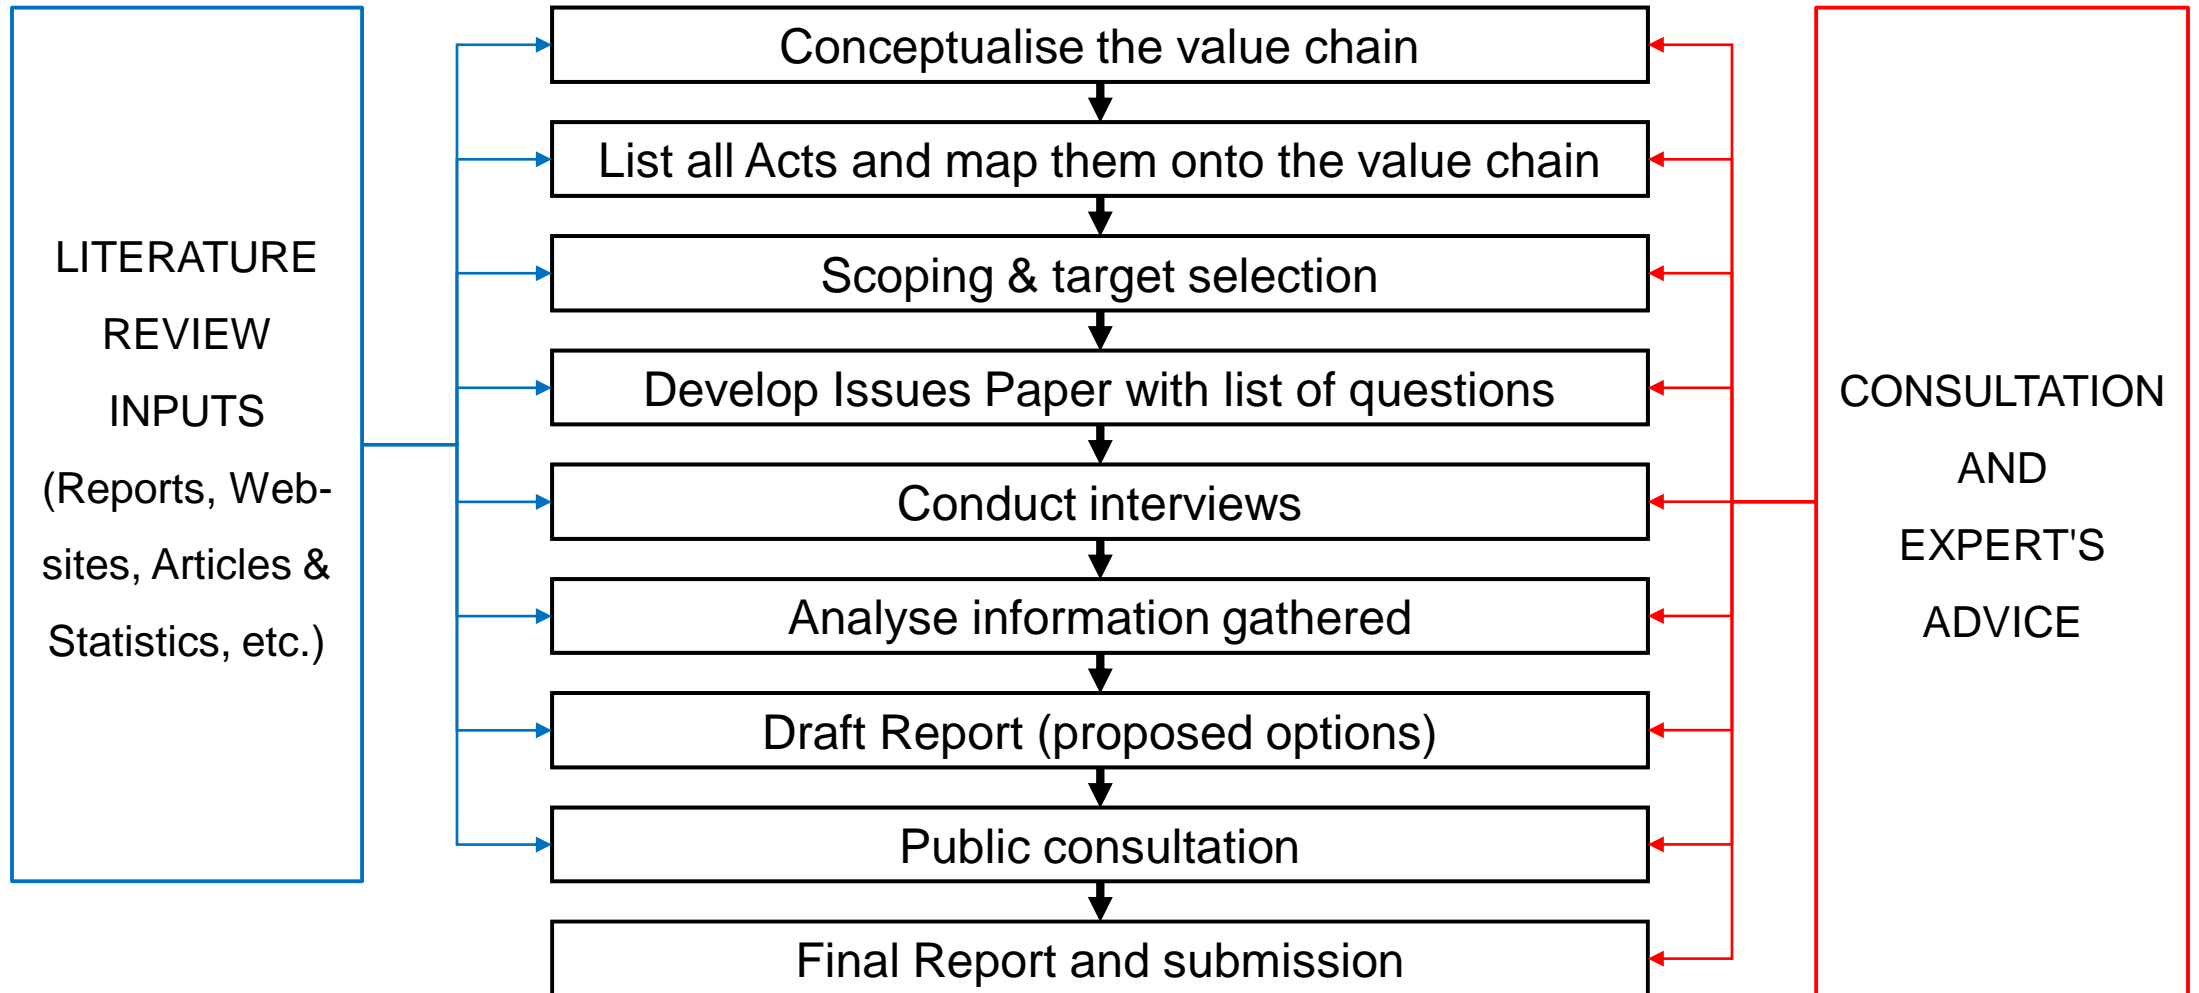 LITERATURE
REVIEW
INPUTS
(Reports, Web-
sites, Articles &
Statistics, etc.)
Conceptualise the value chain
List all Acts and map them onto the value chain
Scoping & target selection
Develop Issues Paper with list of questions
Conduct interviews
Analyse information gathered
Draft Report (proposed options)
Public consultation
Final Report and submission
CONSULTATION
AND
EXPERT'S
ADVICE